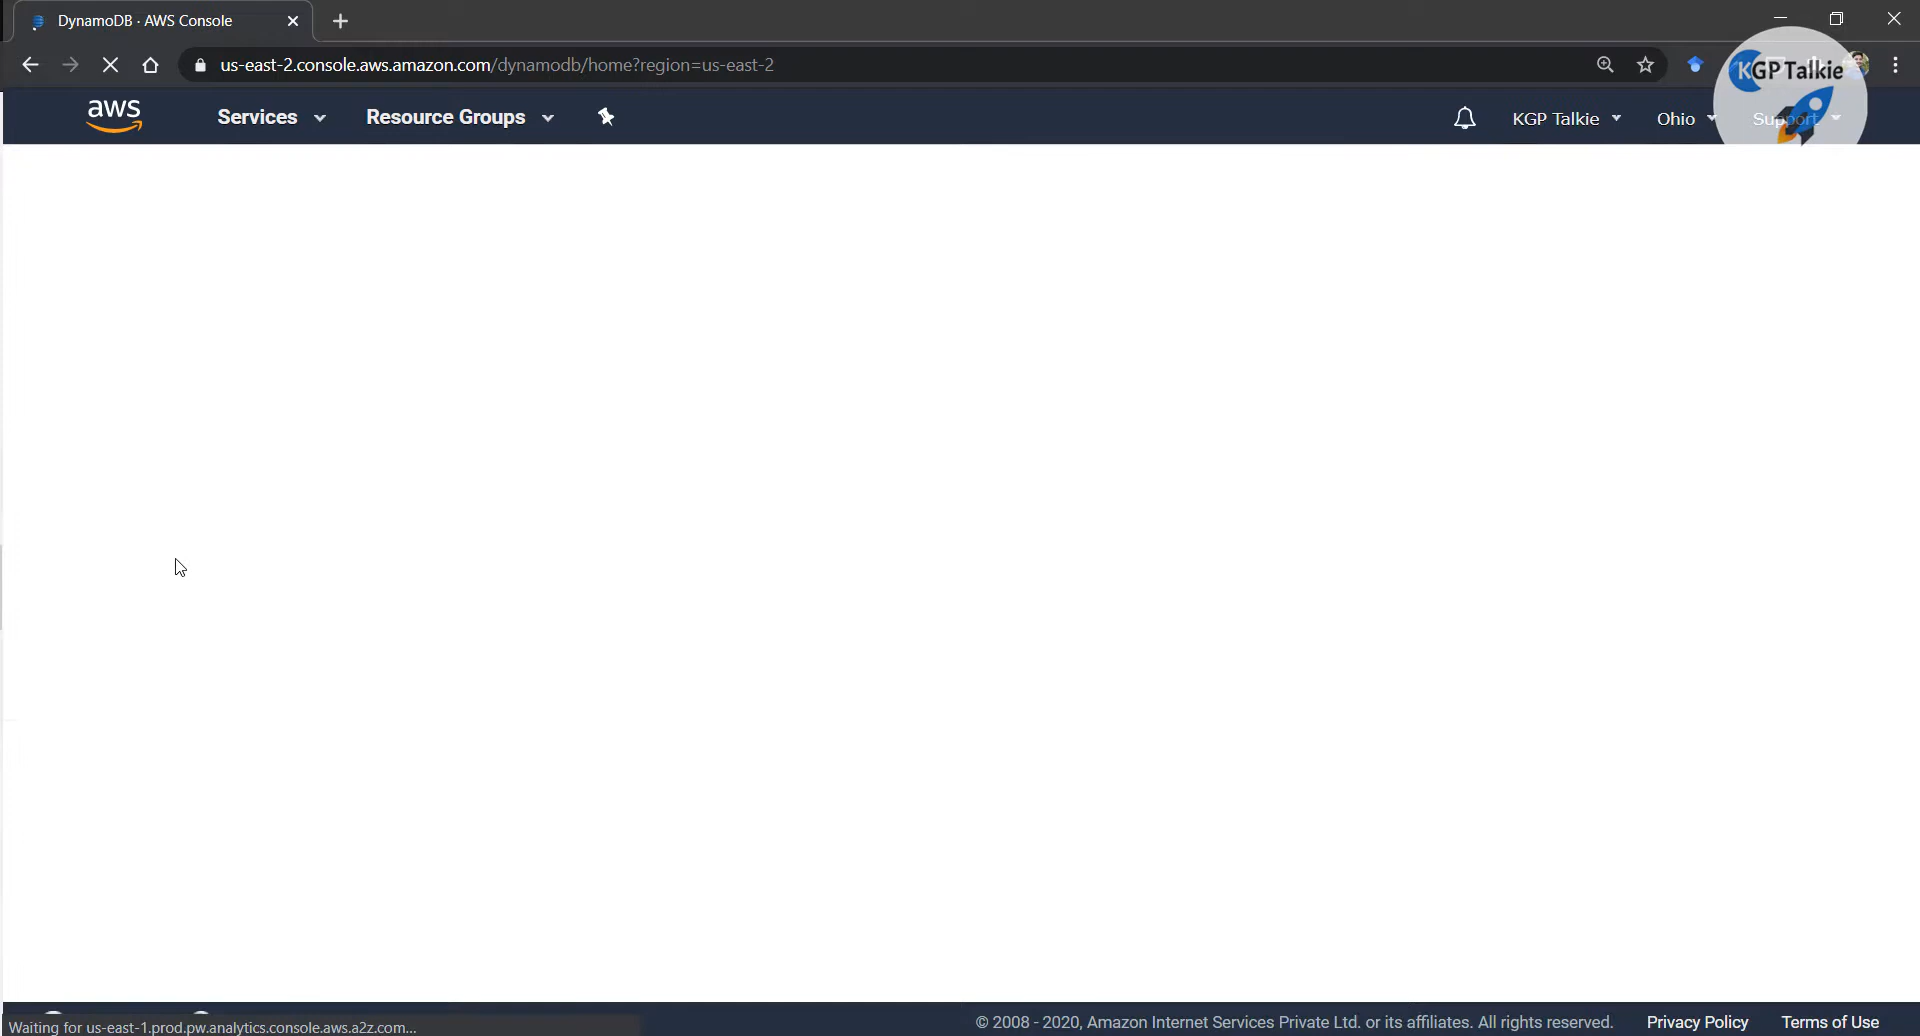 DynamoDB · AWS Console
us-east-2.console.aws.amazon.com/dynamodb/home?region=us-east-2
KGPTalkie
aws Services Resource Groups KGP Talkie Ohio Support
Waiting for us-east-1.prod.pw.analytics.console.aws.a2z.com...
© 2008 - 2020, Amazon Internet Services Private Ltd. or its affiliates. All rights reserved. Privacy Policy Terms of Use